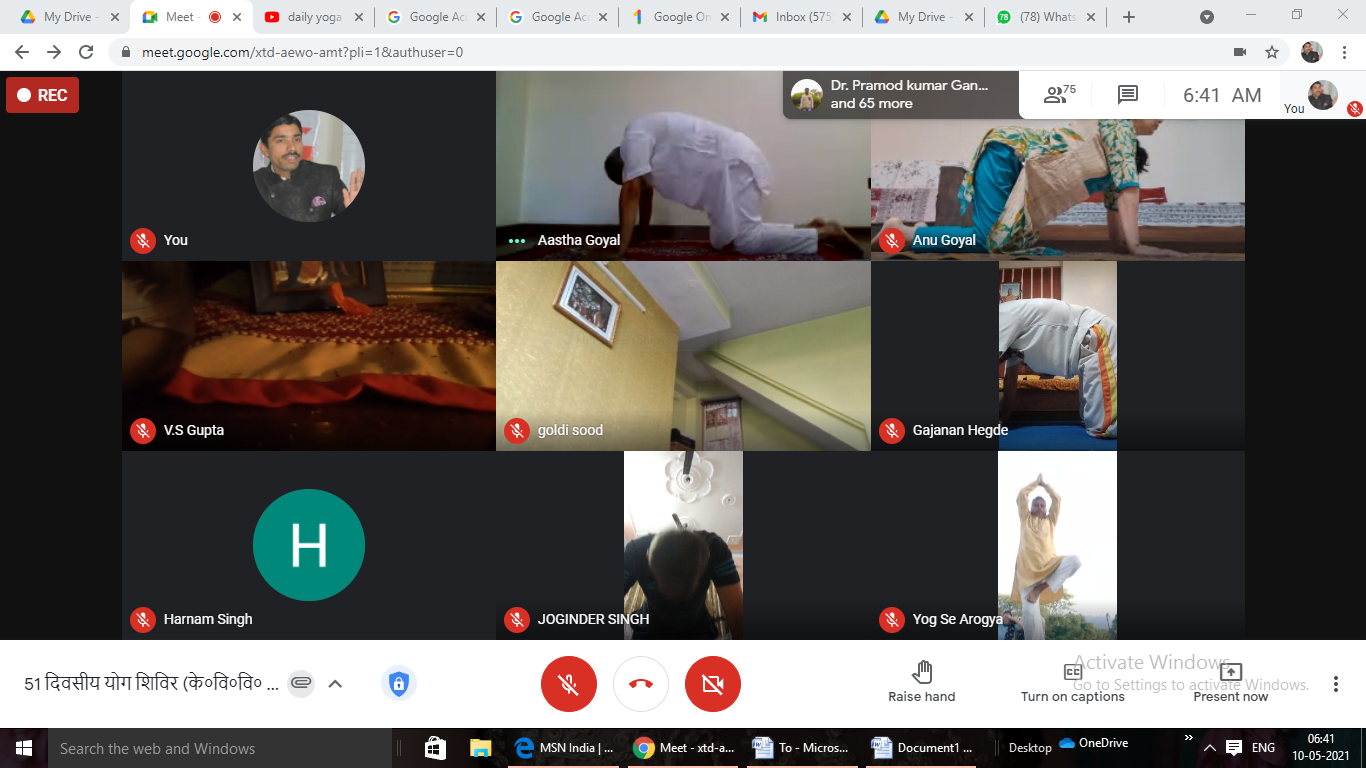 My Drive -
Meet -
daily yoga
Google Ac
Google Ac
Google On
Inbox (575
My Drive -
(78) Whats
meet.google.com/xtd-aewo-amt?pli=1&authuser=0
REC
Dr. Pramod kumar Gan...
and 65 more
75
6:41 AM
You
You
Aastha Goyal
Anu Goyal
V.S Gupta
goldi sood
Gajanan Hegde
H
Harnam Singh
JOGINDER SINGH
Yog Se Arogya
51 दिवसीय योग शिविर (के०वि०वि० ...
Raise hand
CC
Turn on captions
Present now
Activate Windows
Go to Settings to activate Windows.
Search the web and Windows
MSN India | ...
Meet - xtd-a...
To - Micros...
Document1 ...
Desktop
OneDrive
»
ENG
06:41
10-05-2021